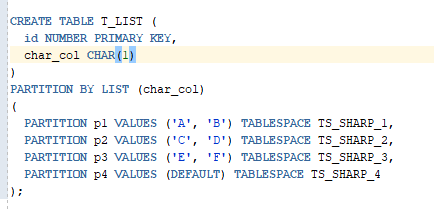 CREATE TABLE T_LIST (
id NUMBER PRIMARY KEY,
char_col CHAR(1)
)
PARTITION BY LIST (char_col)
(
PARTITION p1 VALUES ('A', 'B') TABLESPACE TS_SHARP_1,
PARTITION p2 VALUES ('C', 'D') TABLESPACE TS_SHARP_2,
PARTITION p3 VALUES ('E', 'F') TABLESPACE TS_SHARP_3,
PARTITION p4 VALUES (DEFAULT) TABLESPACE TS_SHARP_4
);